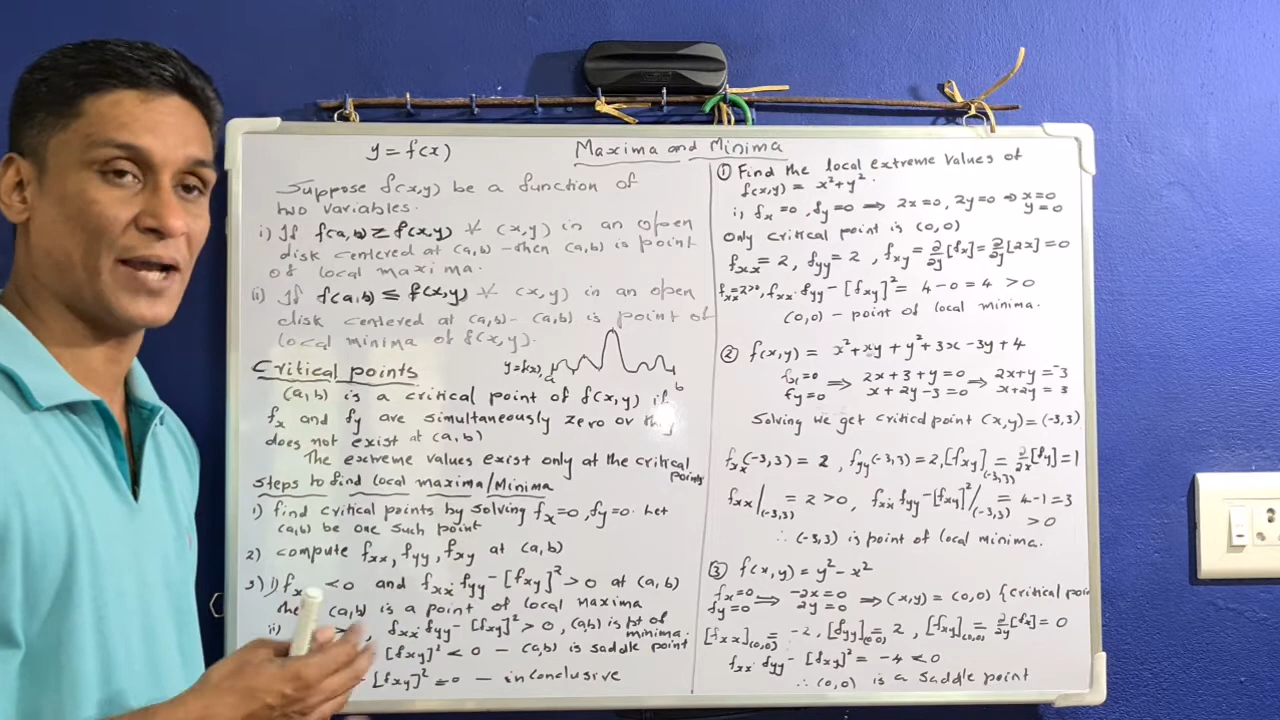 y = f(x)
Maxima and Minima
Suppose f(x,y) be a function of
two variables.
i) If f(a,b) ≥ f(x,y) ∀ (x,y) in an open
disk centered at (a,b) then (a,b) is point
of local maxima.
ii) If f(a,b) ≤ f(x,y) ∀ (x,y) in an open
disk centered at (a,b) - (a,b) is point of
local minima of f(x,y).
y=f(x), a b
Critical points
(a,b) is a critical point of f(x,y) if
fx and fy are simultaneously zero or they
does not exist at (a,b)
The extreme values exist only at the critical
points
Steps to find local maxima/Minima
1) find critical points by solving fx=0, fy=0. Let
(a,b) be one such point
2) compute fxx, fyy, fxy at (a,b)
3) i) fx < 0 and fxx·fyy - [fxy]² > 0 at (a,b)
then (a,b) is a point of local maxima
ii) > , fxx·fyy - [fxy]² > 0, (a,b) is pt of
minima.
[fxy]² < 0 - (a,b) is saddle point
- [fxy]² = 0 - inconclusive
① Find the local extreme values of
f(x,y) = x²+y².
i) fx = 0, fy = 0 ⟹ 2x = 0, 2y = 0 ⟹ x=0
y=0
Only critical point is (0,0)
fxx = 2, fyy = 2, fxy = ∂/∂y [fx] = ∂/∂y [2x] = 0
fxx = 2>0, fxx·fyy - [fxy]² = 4 - 0 = 4 > 0
(0,0) - point of local minima.
② f(x,y) = x² + xy + y² + 3x - 3y + 4
fx=0 fy=0 ⟹ 2x + 3 + y = 0 ⟹ 2x+y = -3
x + 2y - 3 = 0 x+2y = 3
Solving we get critical point (x,y) = (-3,3)
fxx(-3,3) = 2, fyy(-3,3) = 2, [fxy](-3,3) = ∂/∂x [fy] = 1
fxx|(-3,3) = 2 > 0, fxx fyy - [fxy]²/(-3,3) = 4 - 1 = 3
> 0
∴ (-3,3) is point of local minima.
③ f(x,y) = y² - x²
fx=0 fy=0 ⟹ -2x=0 2y=0 ⟹ (x,y) = (0,0) {critical poin
[fxx](0,0) = -2, [fyy](0,0) = 2, [fxy](0,0) = ∂/∂y [fx] = 0
fxx·fyy - [fxy]² = -4 < 0
∴ (0,0) is a saddle point